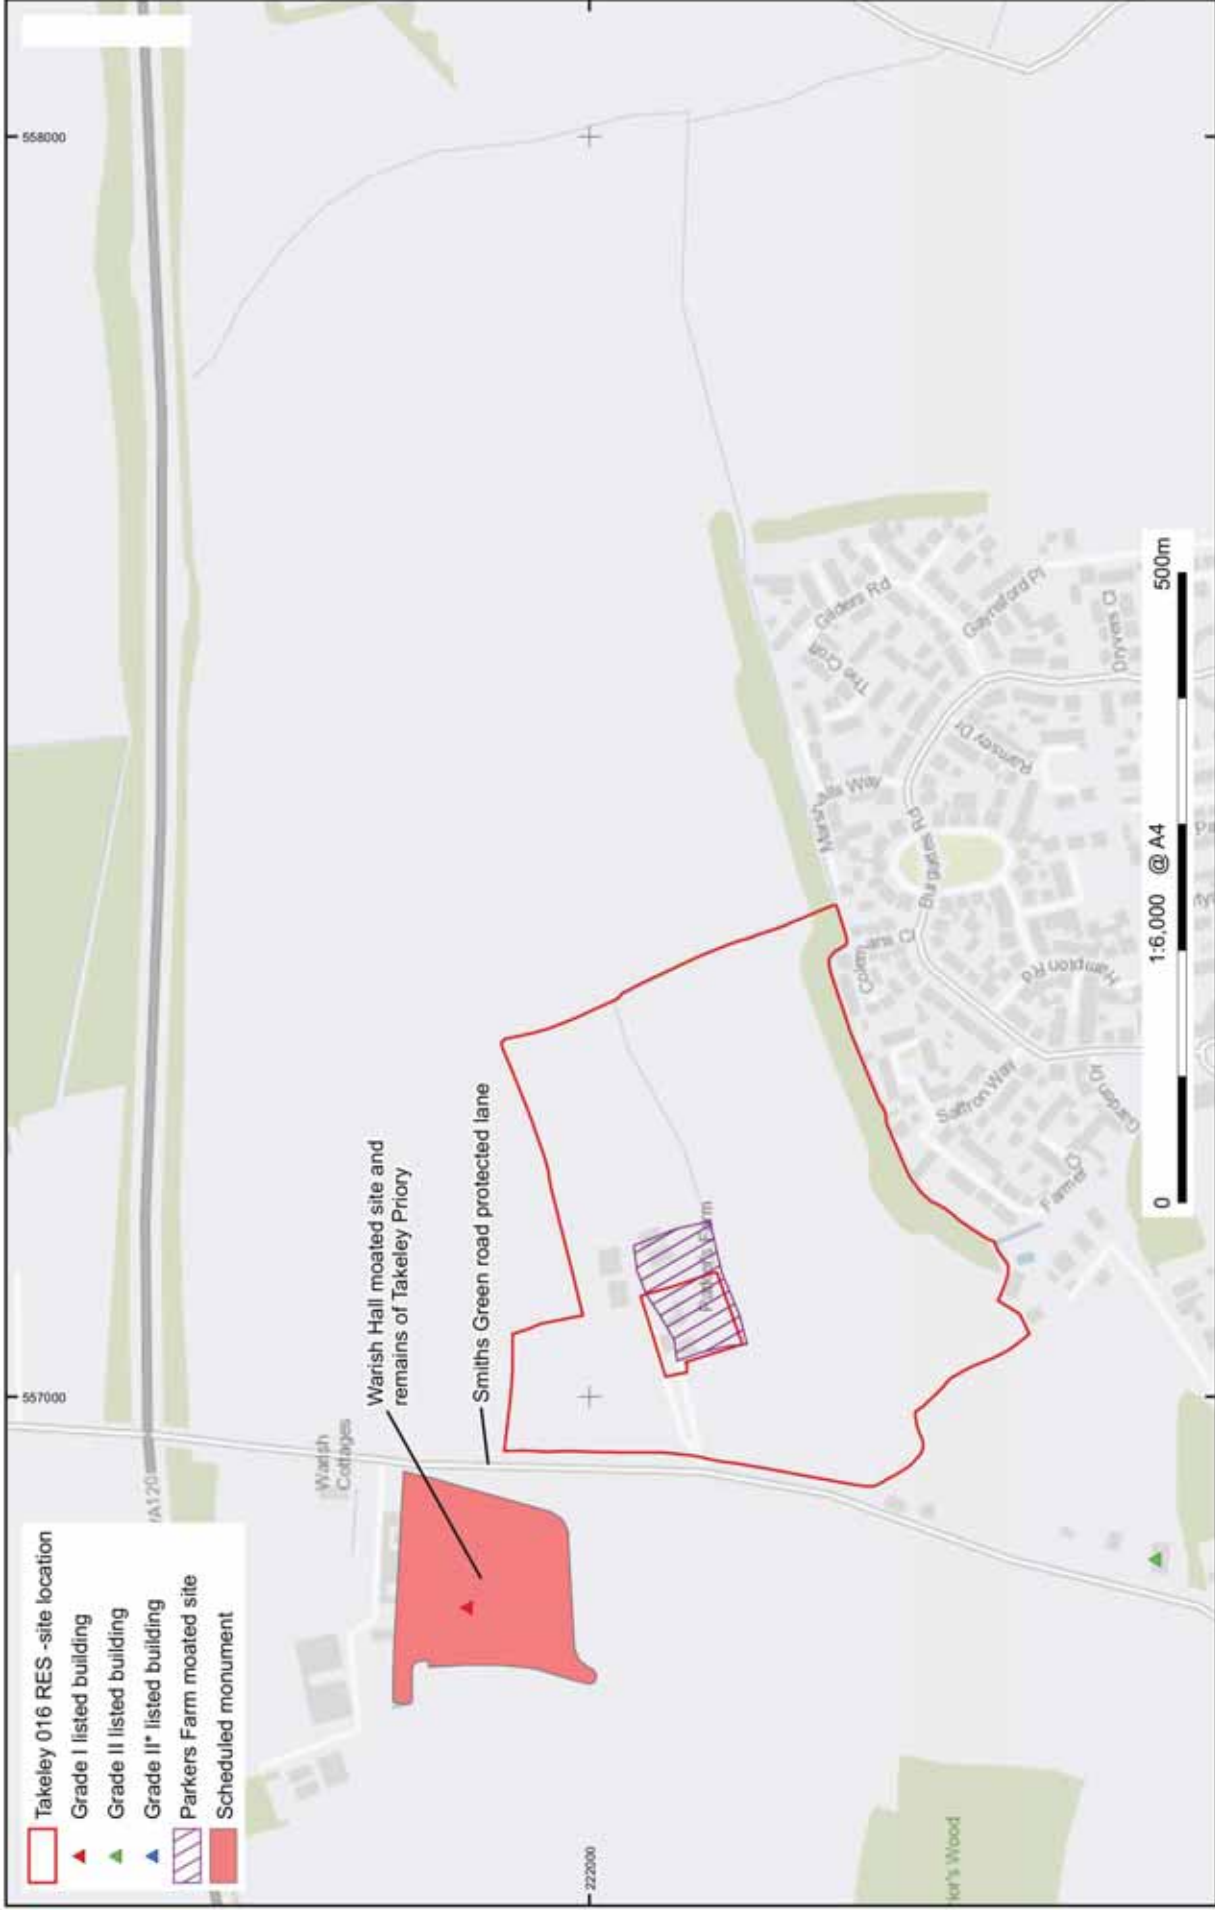 Takeley 016 RES -site location
Grade I listed building
Grade II listed building
Grade II* listed building
Parkers Farm moated site
Scheduled monument
557000
558000
222000
A120
Warish
Cottages
Warish Hall moated site and
remains of Takeley Priory
Smiths Green road protected lane
Gilders Rd
The Croft
Gaynsford Pl
Ramsey Dr
Burgattes Rd
Dryvers Cl
Hampton Rd
Saffron Way
Garden Dr
Farmer Cl
Wood
0
1:6,000 @ A4
500m